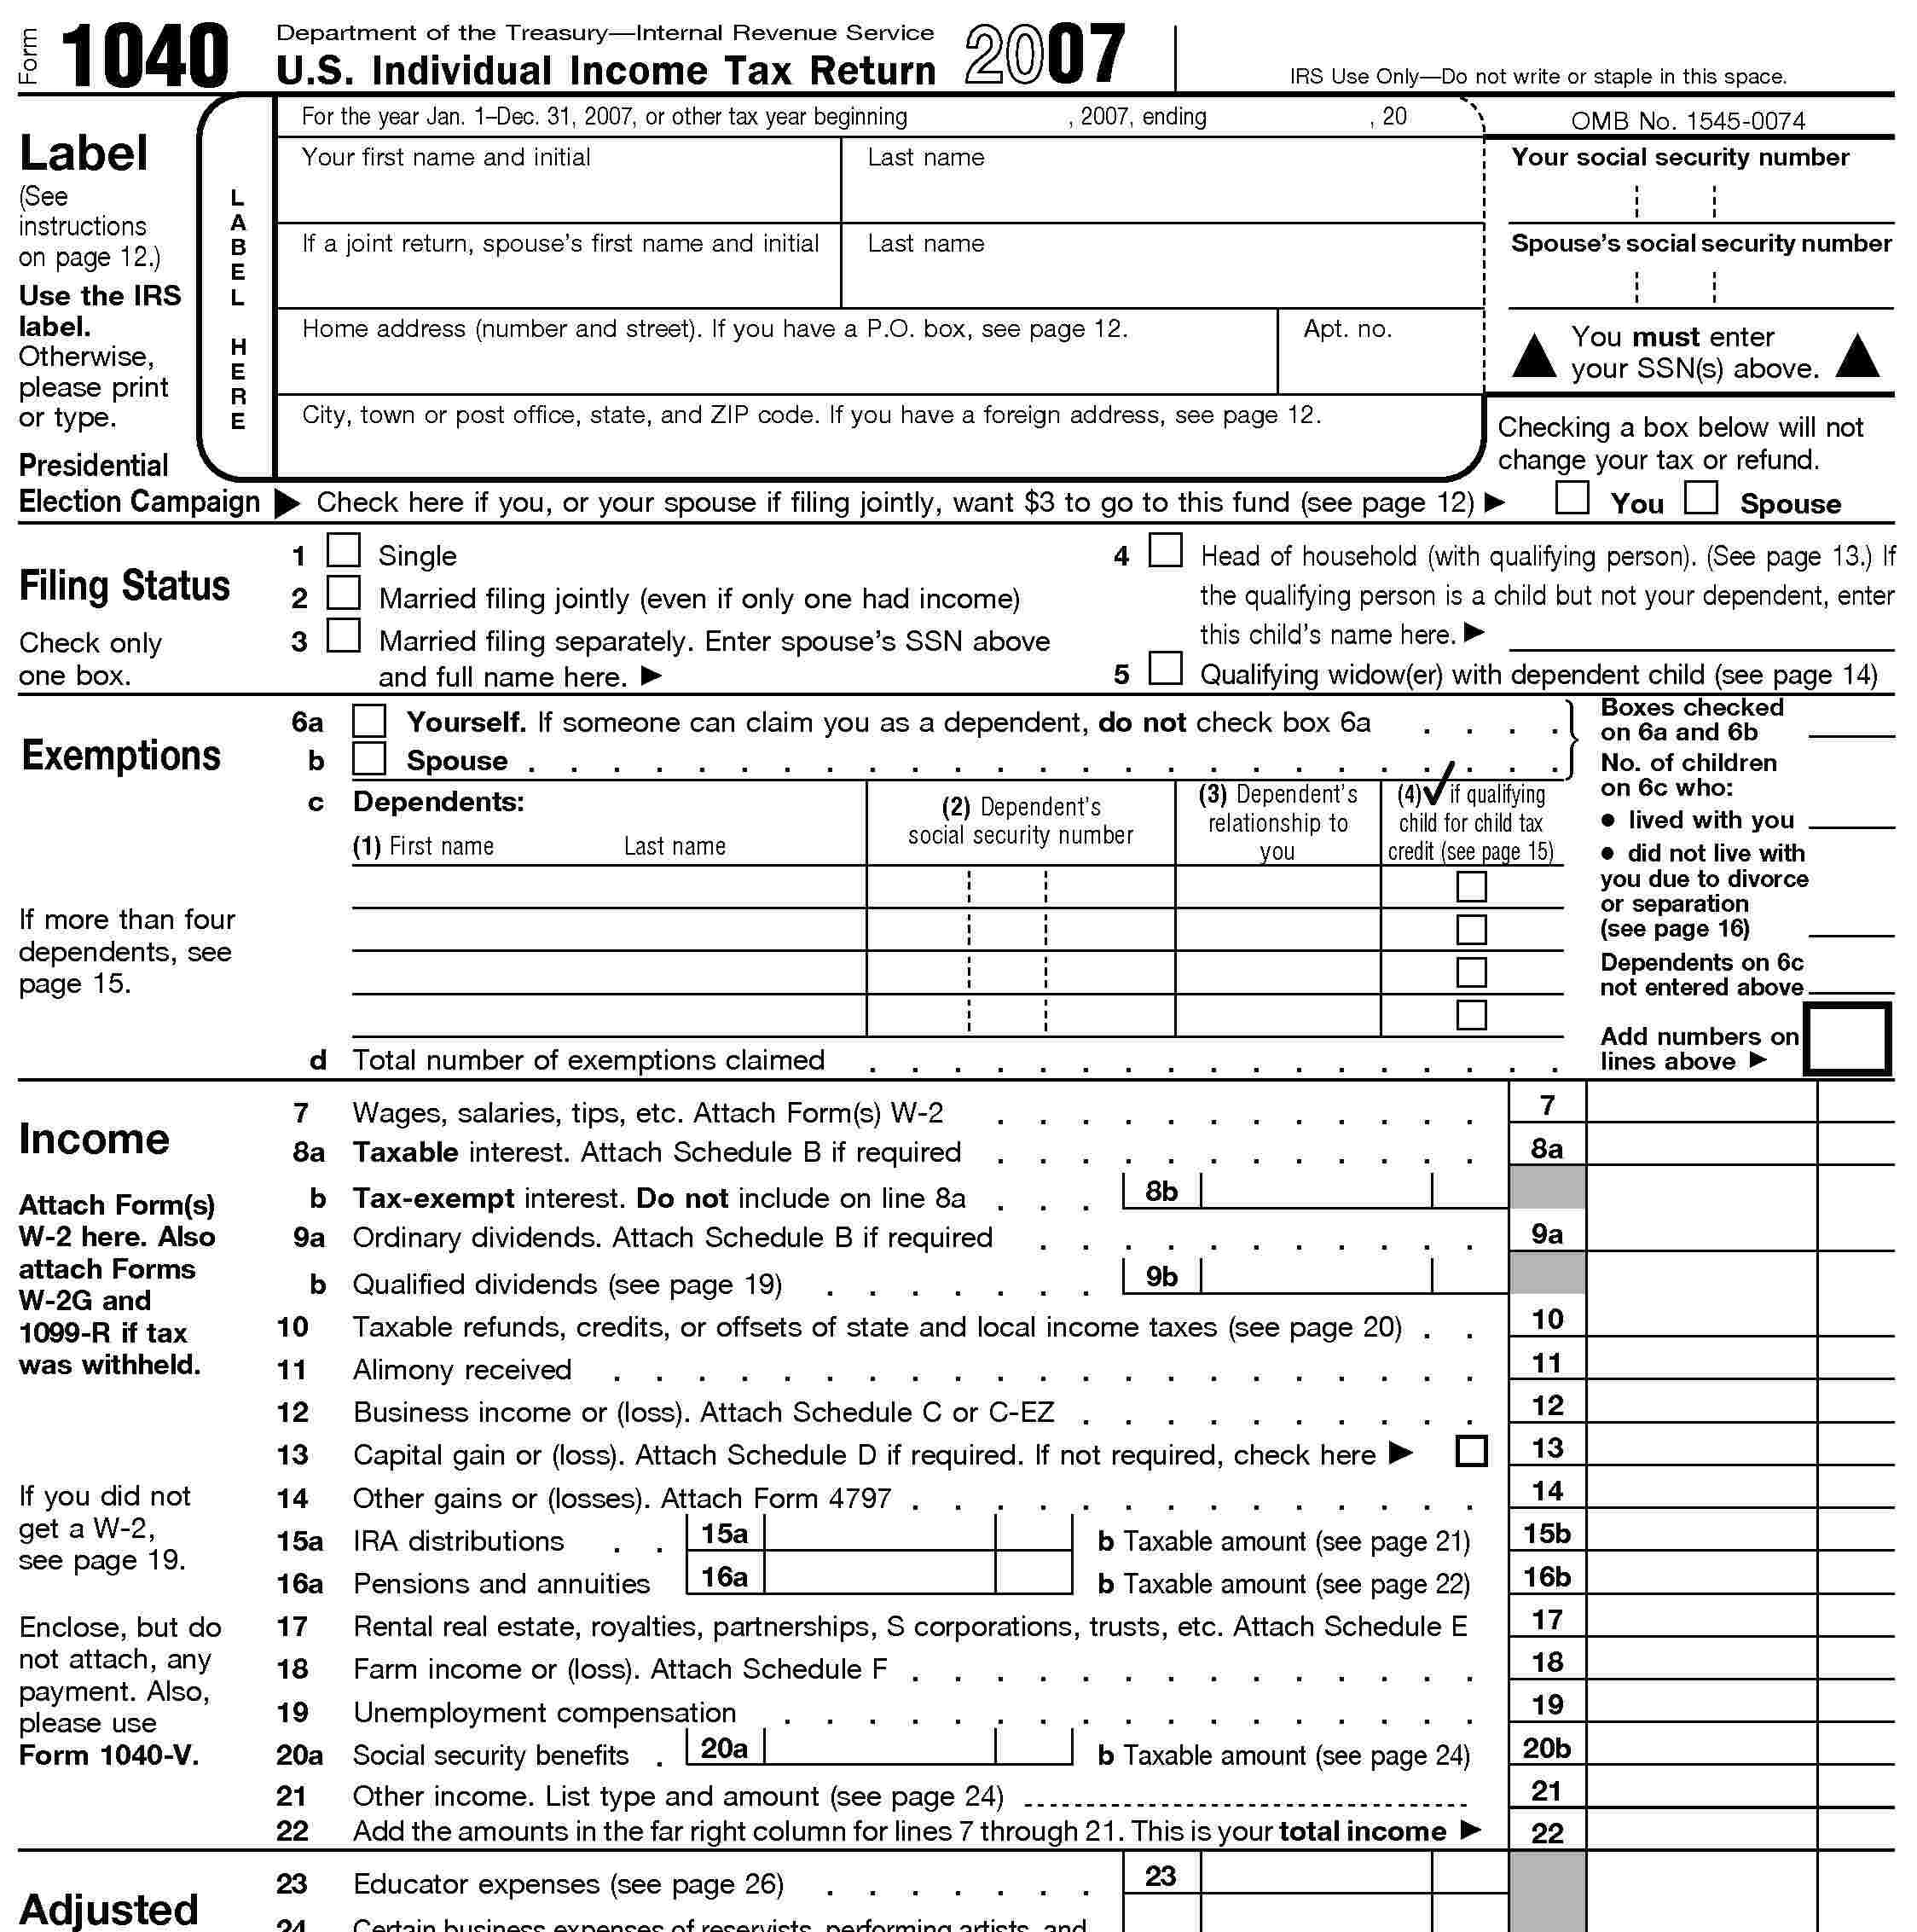 Form 1040 Department of the Treasury—Internal Revenue Service
U.S. Individual Income Tax Return 2007
IRS Use Only—Do not write or staple in this space.
For the year Jan. 1–Dec. 31, 2007, or other tax year beginning , 2007, ending , 20
OMB No. 1545-0074
Label
(See
instructions
on page 12.)
Use the IRS
label.
Otherwise,
please print
or type.
LABEL HERE
Your first name and initial
Last name
Your social security number
If a joint return, spouse's first name and initial
Last name
Spouse's social security number
Home address (number and street). If you have a P.O. box, see page 12.
Apt. no.
▲ You must enter ▲
your SSN(s) above.
City, town or post office, state, and ZIP code. If you have a foreign address, see page 12.
Checking a box below will not
change your tax or refund.
Presidential
Election Campaign ▶ Check here if you, or your spouse if filing jointly, want $3 to go to this fund (see page 12) ▶ You Spouse
Filing Status
Check only
one box.
1 Single
2 Married filing jointly (even if only one had income)
3 Married filing separately. Enter spouse's SSN above
and full name here. ▶
4 Head of household (with qualifying person). (See page 13.) If
the qualifying person is a child but not your dependent, enter
this child's name here. ▶
5 Qualifying widow(er) with dependent child (see page 14)
Exemptions
6a Yourself. If someone can claim you as a dependent, do not check box 6a . . . .
b Spouse . . . . . . . . . . . . . . . . . . . . . . . . .
c Dependents:
(1) First name Last name
(2) Dependent's
social security number
(3) Dependent's
relationship to
you
(4) ✓ if qualifying
child for child tax
credit (see page 15)
If more than four
dependents, see
page 15.
d Total number of exemptions claimed . . . . . . . . . . . . . . . . .
Boxes checked
on 6a and 6b
No. of children
on 6c who:
● lived with you
● did not live with
you due to divorce
or separation
(see page 16)
Dependents on 6c
not entered above
Add numbers on
lines above ▶
Income
Attach Form(s)
W-2 here. Also
attach Forms
W-2G and
1099-R if tax
was withheld.
If you did not
get a W-2,
see page 19.
Enclose, but do
not attach, any
payment. Also,
please use
Form 1040-V.
7 Wages, salaries, tips, etc. Attach Form(s) W-2 . . . . . . . . . . . . 7
8a Taxable interest. Attach Schedule B if required . . . . . . . . . . . . 8a
b Tax-exempt interest. Do not include on line 8a . . . 8b
9a Ordinary dividends. Attach Schedule B if required . . . . . . . . . . . 9a
b Qualified dividends (see page 19) . . . . . . . 9b
10 Taxable refunds, credits, or offsets of state and local income taxes (see page 20) . . 10
11 Alimony received . . . . . . . . . . . . . . . . . . . . . 11
12 Business income or (loss). Attach Schedule C or C-EZ . . . . . . . . . . 12
13 Capital gain or (loss). Attach Schedule D if required. If not required, check here ▶ 13
14 Other gains or (losses). Attach Form 4797 . . . . . . . . . . . . . . 14
15a IRA distributions . . 15a b Taxable amount (see page 21) 15b
16a Pensions and annuities 16a b Taxable amount (see page 22) 16b
17 Rental real estate, royalties, partnerships, S corporations, trusts, etc. Attach Schedule E 17
18 Farm income or (loss). Attach Schedule F . . . . . . . . . . . . . . 18
19 Unemployment compensation . . . . . . . . . . . . . . . . . 19
20a Social security benefits . 20a b Taxable amount (see page 24) 20b
21 Other income. List type and amount (see page 24) 21
22 Add the amounts in the far right column for lines 7 through 21. This is your total income ▶ 22
Adjusted
23 Educator expenses (see page 26) . . . . . . . 23
24 Certain business expenses of reservists, performing artists, and